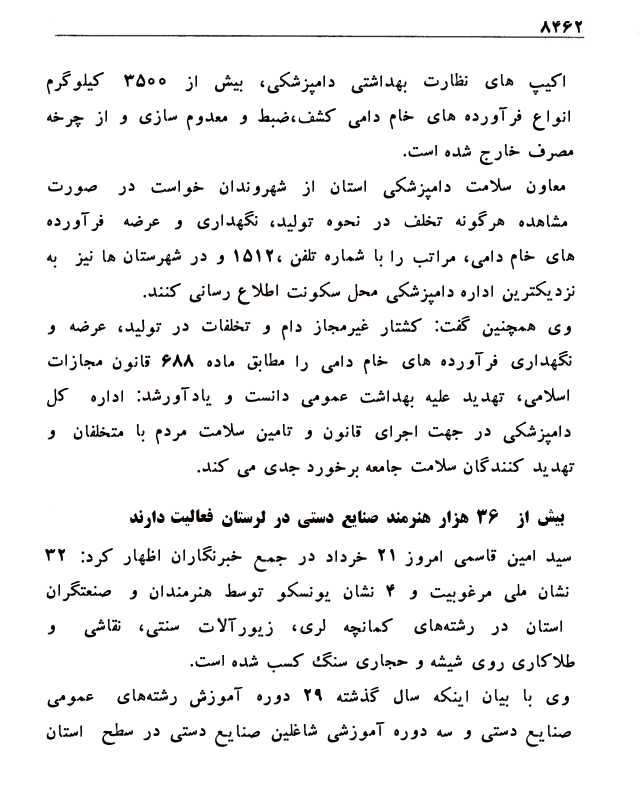 ۸۴۶۲
اکیپ های نظارت بهداشتی دامپزشکی، بیش از ۳۵۰۰ کیلوگرم
انواع فرآورده های خام دامی کشف،ضبط و معدوم سازی و از چرخه
مصرف خارج شده است.
معاون سلامت دامپزشکی استان از شهروندان خواست در صورت
مشاهده هرگونه تخلف در نحوه تولید، نگهداری و عرضه فرآورده
های خام دامی، مراتب را با شماره تلفن ،۱۵۱۲ و در شهرستان ها نیز به
نزدیکترین اداره دامپزشکی محل سکونت اطلاع رسانی کنند.
وی همچنین گفت: کشتار غیرمجاز دام و تخلفات در تولید، عرضه و
نگهداری فرآورده های خام دامی را مطابق ماده ۶۸۸ قانون مجازات
اسلامی، تهدید علیه بهداشت عمومی دانست و یادآورشد: اداره کل
دامپزشکی در جهت اجرای قانون و تامین سلامت مردم با متخلفان و
تهدید کنندگان سلامت جامعه برخورد جدی می کند.
بیش از ۳۶ هزار هنرمند صنایع دستی در لرستان فعالیت دارند
سید امین قاسمی امروز ۲۱ خرداد در جمع خبرنگاران اظهار کرد: ۳۲
نشان ملی مرغوبیت و ۴ نشان یونسکو توسط هنرمندان و صنعتگران
استان در رشته‌های کمانچه لری، زیورآلات سنتی، نقاشی و
طلاکاری روی شیشه و حجاری سنگ کسب شده است.
وی با بیان اینکه سال گذشته ۲۹ دوره آموزش رشته‌های عمومی
صنایع دستی و سه دوره آموزشی شاغلین صنایع دستی در سطح استان